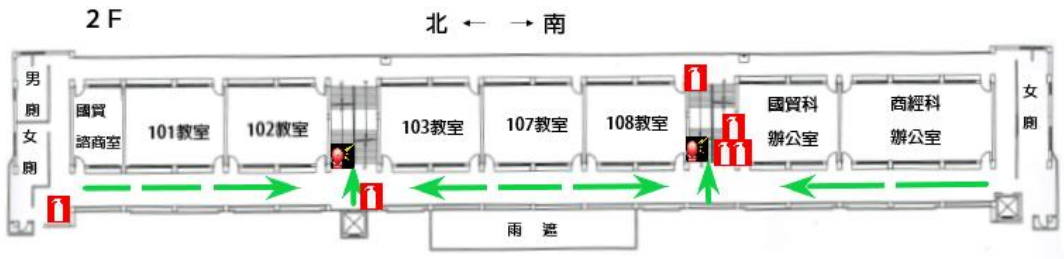 2F
北 ← → 南
男廁
女廁
國貿
諮商室
101教室
102教室
103教室
107教室
108教室
國貿科
辦公室
商經科
辦公室
女廁
雨遮